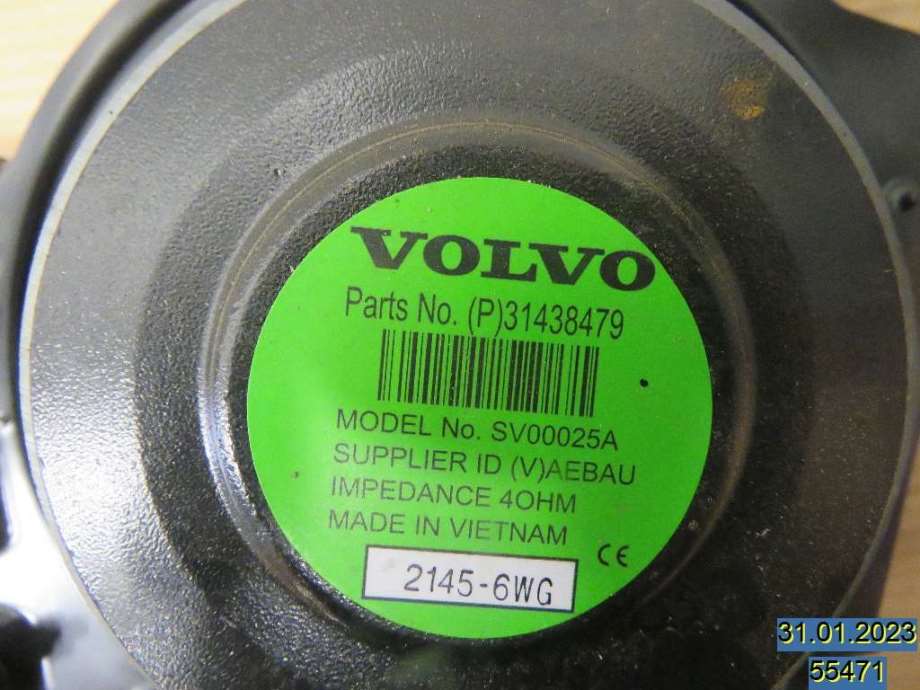 VOLVO
Parts No. (P)31438479
MODEL No. SV00025A
SUPPLIER ID (V)AEBAU
IMPEDANCE 4OHM
MADE IN VIETNAM
CE
2145-6WG
31.01.2023
55471